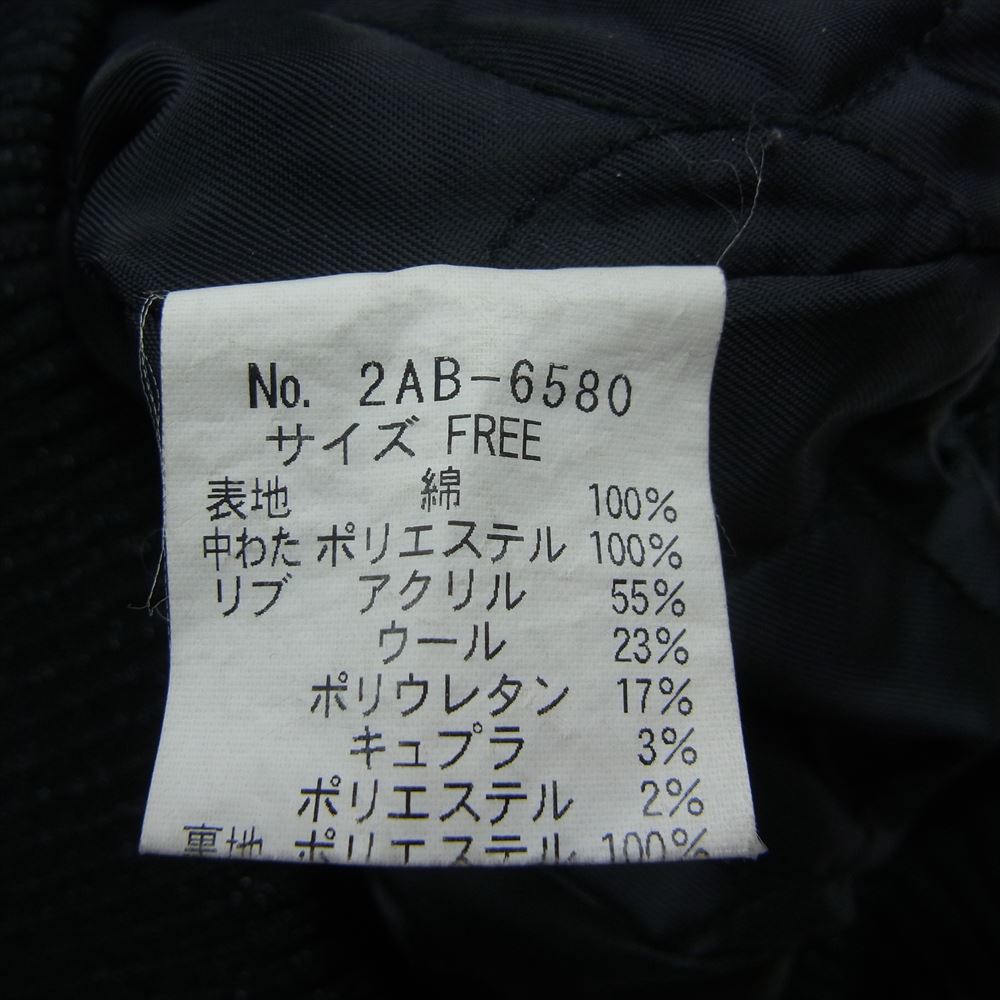 No. 2AB-6580
サイズ FREE
表地 綿 100%
中わた ポリエステル 100%
リブ アクリル 55%
ウール 23%
ポリウレタン 17%
キュプラ 3%
ポリエステル 2%
裏地 ポリエステル 100%